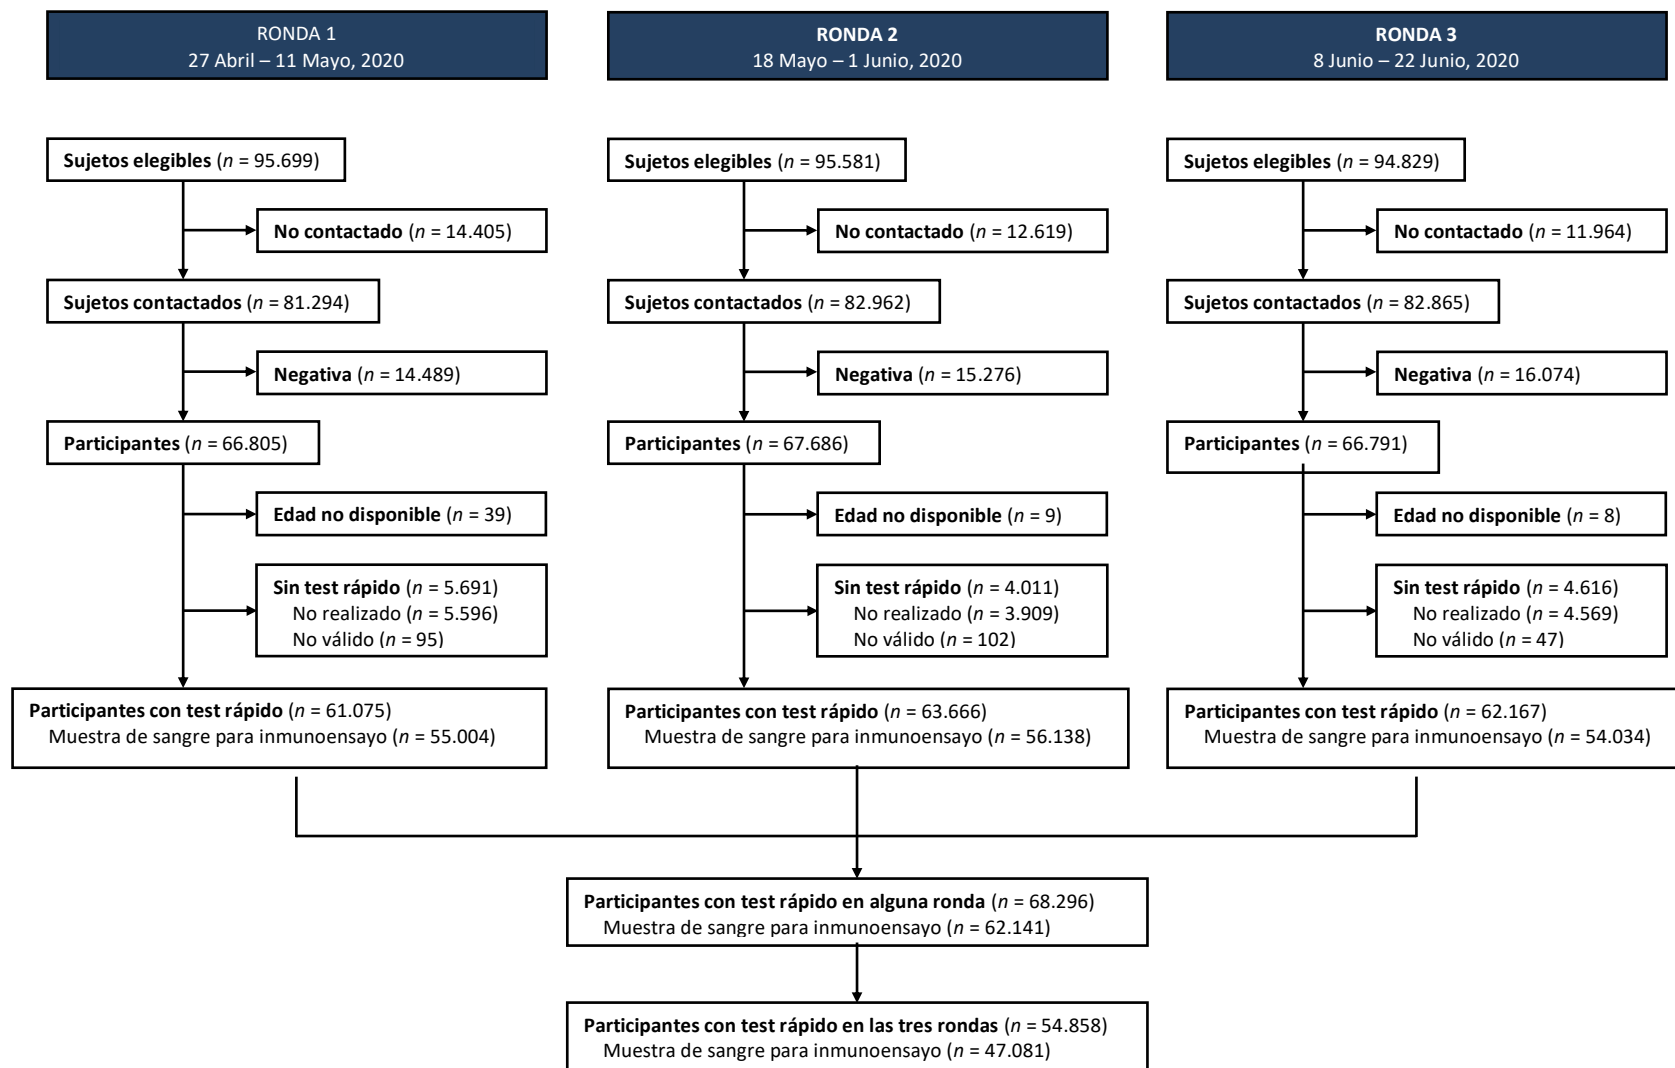 RONDA 1
27 Abril – 11 Mayo, 2020
Sujetos elegibles (n = 95.699)
No contactado (n = 14.405)
Sujetos contactados (n = 81.294)
Negativa (n = 14.489)
Participantes (n = 66.805)
Edad no disponible (n = 39)
Sin test rápido (n = 5.691)
No realizado (n = 5.596)
No válido (n = 95)
Participantes con test rápido (n = 61.075)
Muestra de sangre para inmunoensayo (n = 55.004)
RONDA 2
18 Mayo – 1 Junio, 2020
Sujetos elegibles (n = 95.581)
No contactado (n = 12.619)
Sujetos contactados (n = 82.962)
Negativa (n = 15.276)
Participantes (n = 67.686)
Edad no disponible (n = 9)
Sin test rápido (n = 4.011)
No realizado (n = 3.909)
No válido (n = 102)
Participantes con test rápido (n = 63.666)
Muestra de sangre para inmunoensayo (n = 56.138)
RONDA 3
8 Junio – 22 Junio, 2020
Sujetos elegibles (n = 94.829)
No contactado (n = 11.964)
Sujetos contactados (n = 82.865)
Negativa (n = 16.074)
Participantes (n = 66.791)
Edad no disponible (n = 8)
Sin test rápido (n = 4.616)
No realizado (n = 4.569)
No válido (n = 47)
Participantes con test rápido (n = 62.167)
Muestra de sangre para inmunoensayo (n = 54.034)
Participantes con test rápido en alguna ronda (n = 68.296)
Muestra de sangre para inmunoensayo (n = 62.141)
Participantes con test rápido en las tres rondas (n = 54.858)
Muestra de sangre para inmunoensayo (n = 47.081)